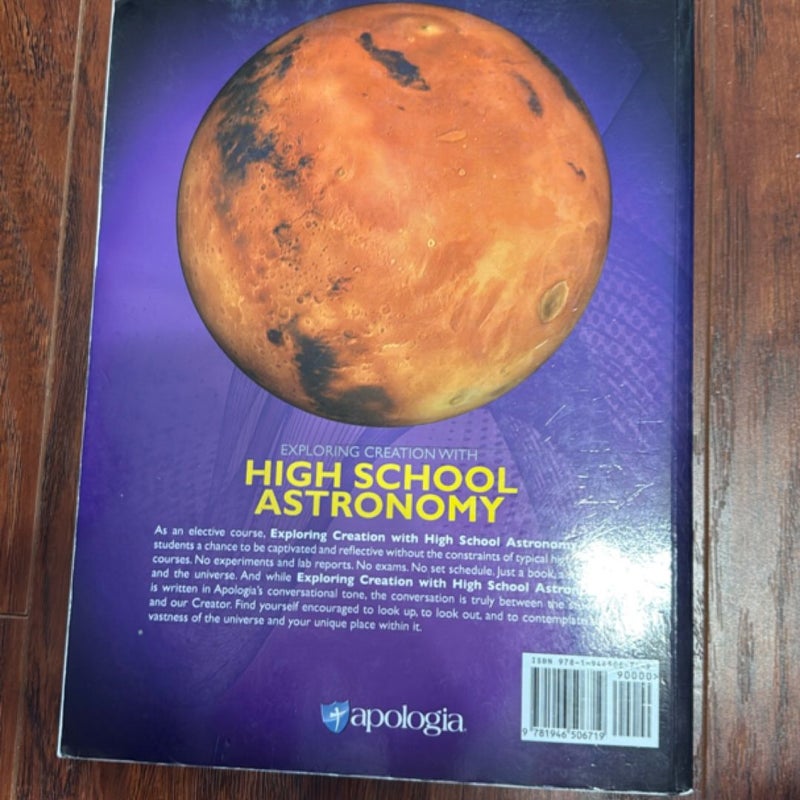 EXPLORING CREATION WITH
HIGH SCHOOL
ASTRONOMY
As an elective course, Exploring Creation with High School Astronomy
students a chance to be captivated and reflective without the constraints of typical
courses. No experiments and lab reports. No exams. No set schedule. Just a book, a
and the universe. And while Exploring Creation with High School
is written in Apologia's conversational tone, the conversation is truly between the
and our Creator. Find yourself encouraged to look up, to look out, and to contemplate
vastness of the universe and your unique place within it.
ISBN
90000>
9 781946 506719
apologia